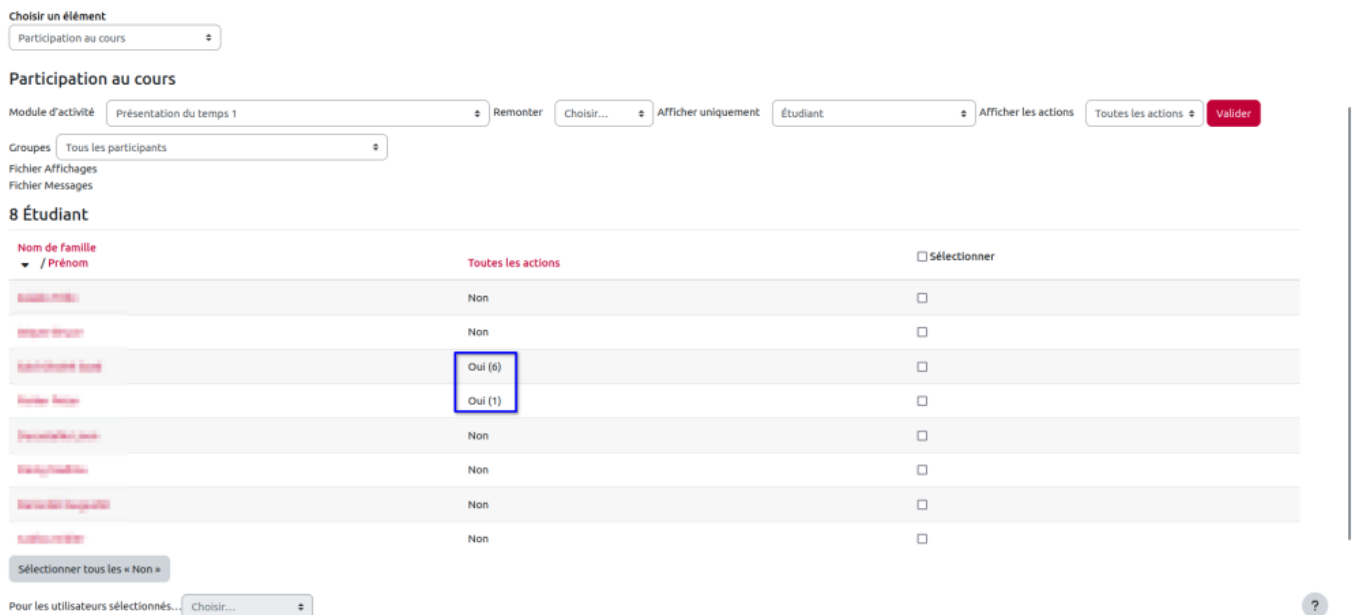 Choisir un élément
Participation au cours
Participation au cours
Module d'activité Présentation du temps 1 Remonter Choisir... Afficher uniquement Étudiant Afficher les actions Toutes les actions Valider
Groupes Tous les participants
Fichier Affichages
Fichier Messages
8 Étudiant
Nom de famille
/ Prénom Toutes les actions Sélectionner
Non
Non
Oui (6)
Oui (1)
Non
Non
Non
Non
Sélectionner tous les « Non »
Pour les utilisateurs sélectionnés... Choisir...
?